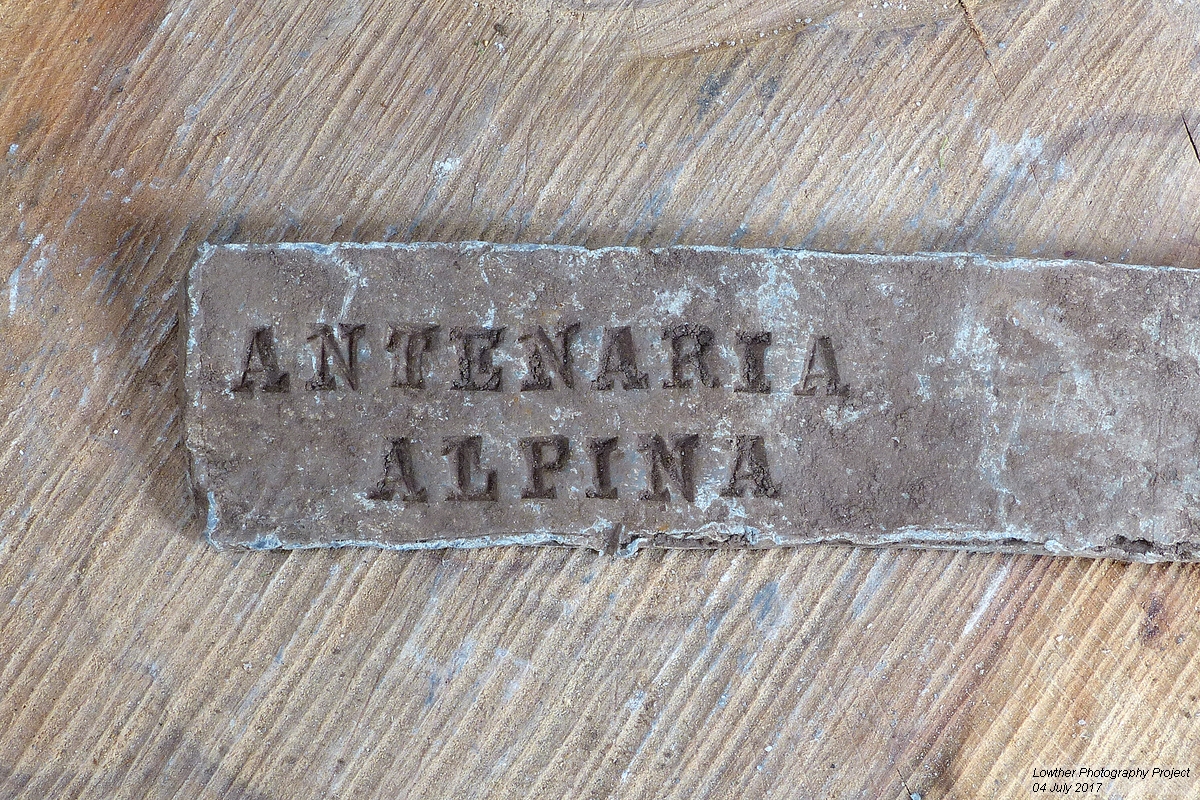 ANTENARIA
ALPINA
Lowther Photography Project
04 July 2017